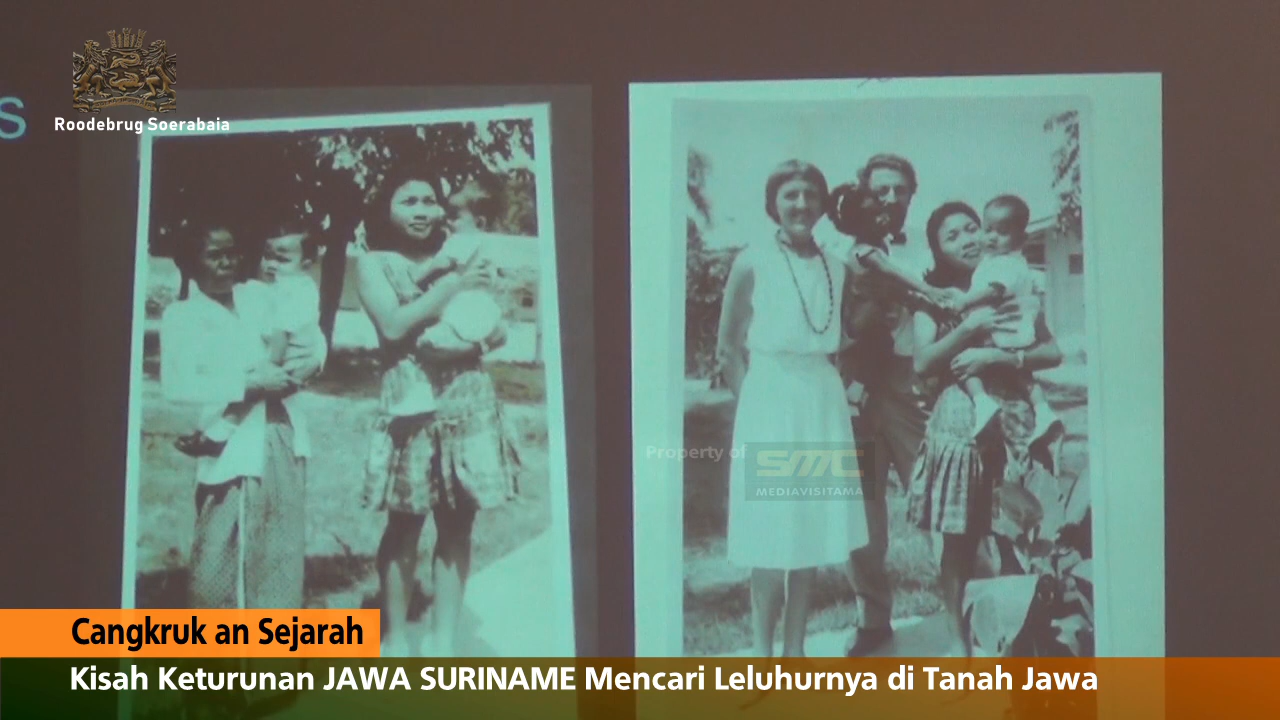 s
Roodebrug Soerabaia
Property of
SMC
MEDIAVISITAMA
Cangkruk an Sejarah
Kisah Keturunan JAWA SURINAME Mencari Leluhurnya di Tanah Jawa